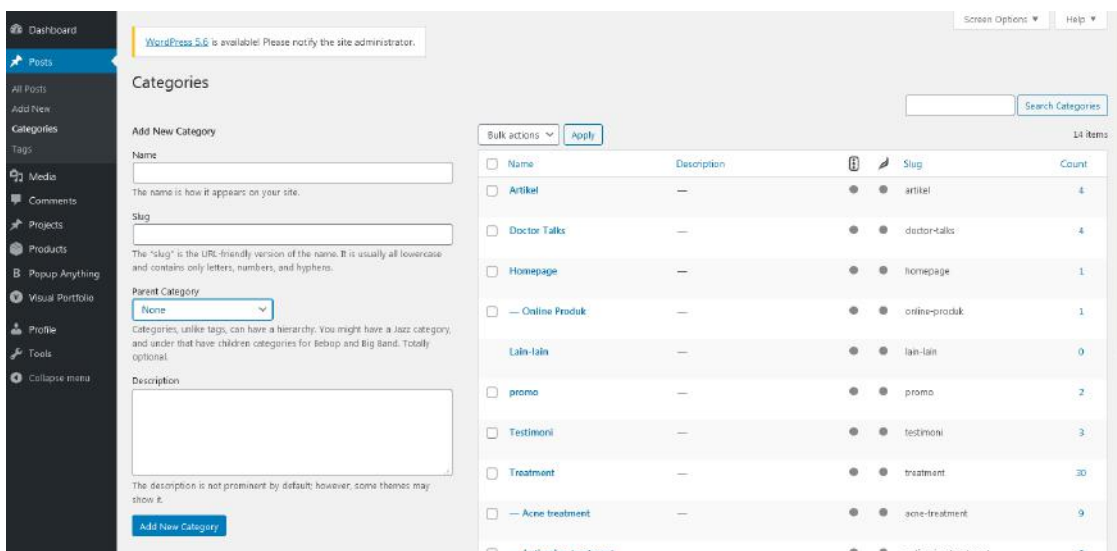 Screen Options
Help
Dashboard
Posts
All Posts
Add New
Categories
Tags
Media
Comments
Projects
Products
Popup Anything
Visual Portfolio
Profile
Tools
Collapse menu
WordPress 5.6 is available! Please notify the site administrator.
Categories
Search Categories
Add New Category
Name
The name is how it appears on your site.
Slug
The "slug" is the URL-friendly version of the name. It is usually all lowercase
and contains only letters, numbers, and hyphens.
Parent Category
None
Categories, unlike tags, can have a hierarchy. You might have a Jazz category,
and under that have children categories for Bebop and Big Band. Totally
optional.
Description
The description is not prominent by default; however, some themes may
show it.
Add New Category
Bulk actions Apply 14 items
Name Description Slug Count
Artikel — artikel 4
Doctor Talks — doctor-talks 4
Homepage — homepage 1
— Online Produk — online-produk 1
Lain-lain — lain-lain 0
promo — promo 2
Testimoni — testimoni 3
Treatment — treatment 30
— Acne treatment — acne-treatment 9